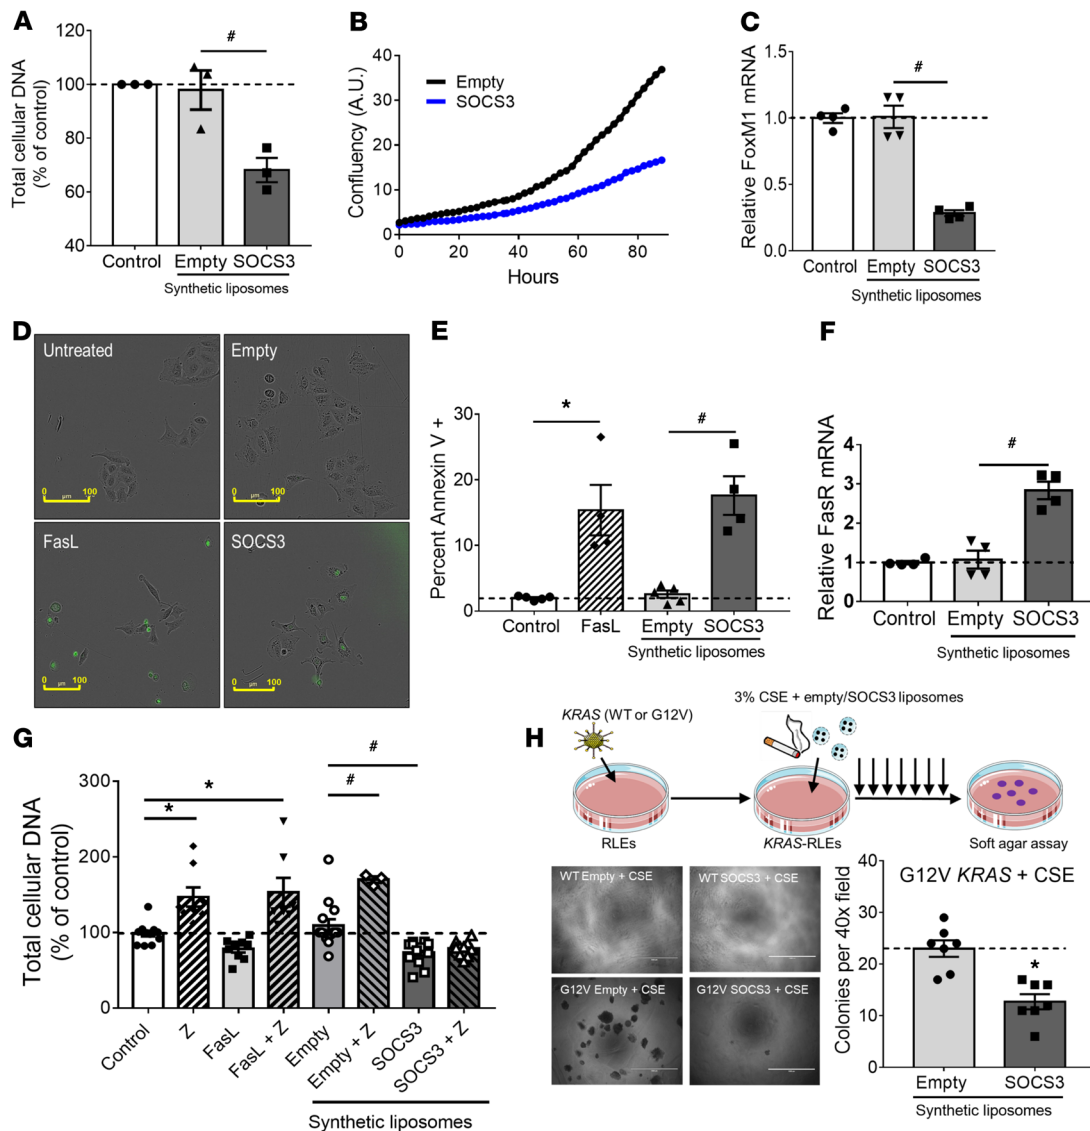 A
Total cellular DNA
(% of control)
120
100
80
60
40
#
Control
Empty
SOCS3
Synthetic liposomes
B
Confluency (A.U.)
40
30
20
10
0
Empty
SOCS3
0
20
40
60
80
Hours
C
Relative FoxM1 mRNA
1.5
1.0
0.5
0.0
#
Control
Empty
SOCS3
Synthetic liposomes
D
Untreated
0 100
µm
Empty
0 100
µm
FasL
0 100
µm
SOCS3
0 100
µm
E
Percent Annexin V +
30
20
10
0
*
#
Control
FasL
Empty
SOCS3
Synthetic liposomes
F
Relative FasR mRNA
4
3
2
1
0
#
Control
Empty
SOCS3
Synthetic liposomes
G
Total cellular DNA
(% of control)
300
200
100
0
*
*
#
#
Control
Z
FasL
FasL + Z
Empty
Empty + Z
SOCS3
SOCS3 + Z
Synthetic liposomes
H
KRAS (WT or G12V)
3% CSE + empty/SOCS3 liposomes
RLEs
KRAS-RLEs
Soft agar assay
WT Empty + CSE
WT SOCS3 + CSE
G12V Empty + CSE
G12V SOCS3 + CSE
G12V KRAS + CSE
Colonies per 40x field
40
30
20
10
0
*
Empty
SOCS3
Synthetic liposomes